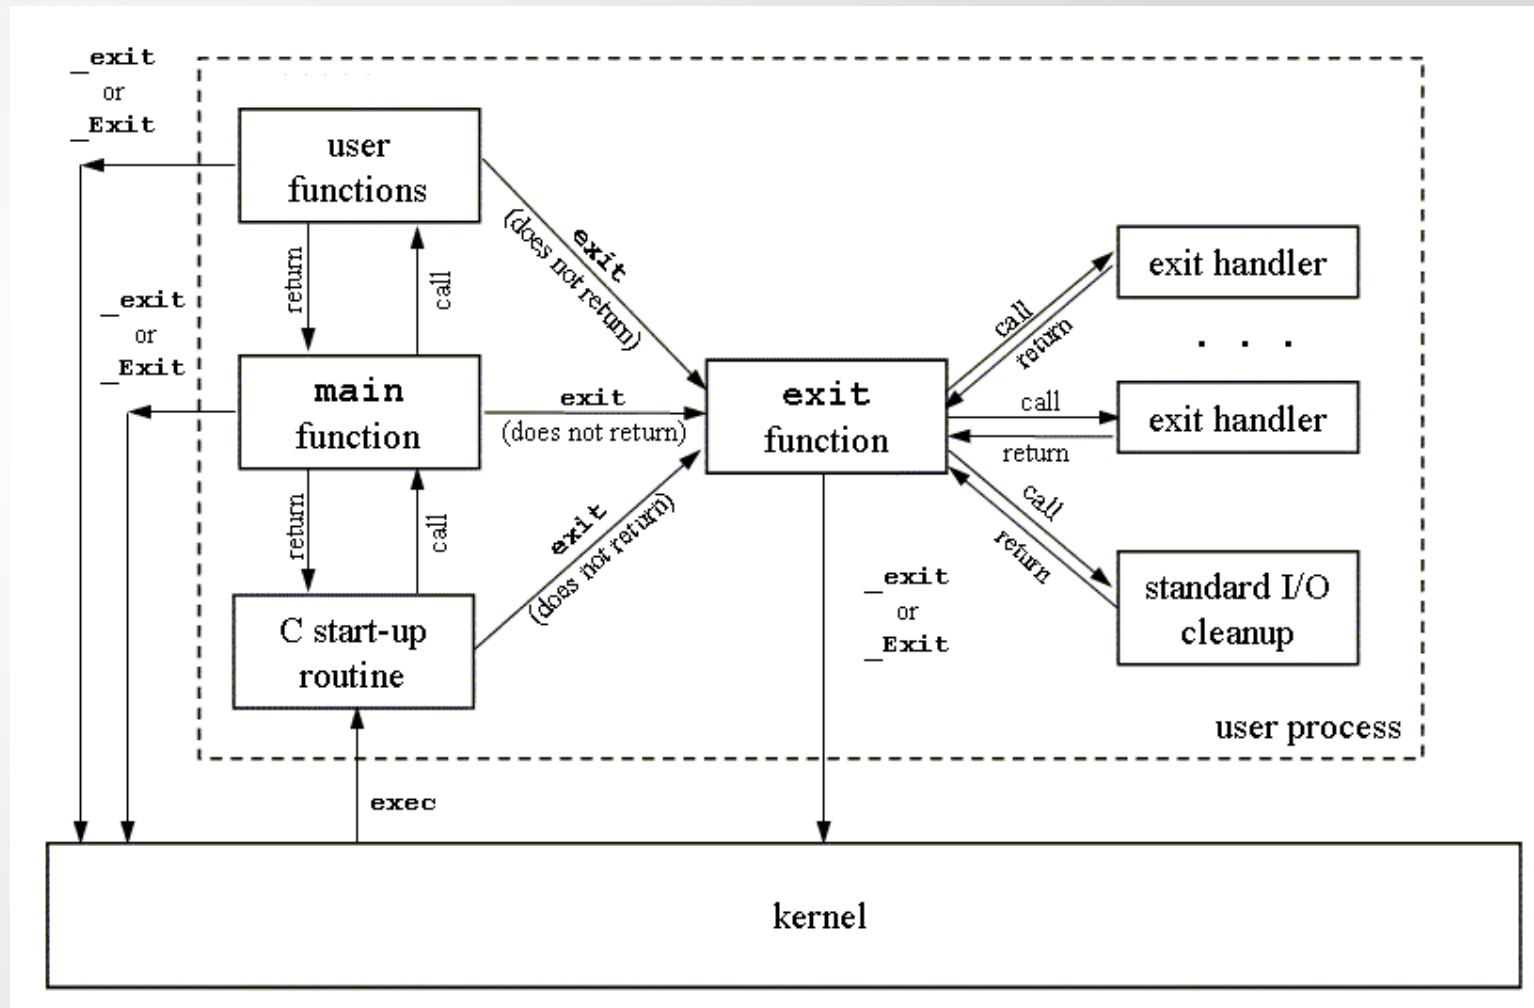 _exit
or
_Exit
user
functions
exit
(does not return)
return
call
exit handler
call
return
. . .
_exit
or
_Exit
main
function
exit
(does not return)
exit
function
call
return
exit handler
return
call
exit
(does not return)
call
return
C start-up
routine
_exit
or
_Exit
standard I/O
cleanup
user process
exec
kernel